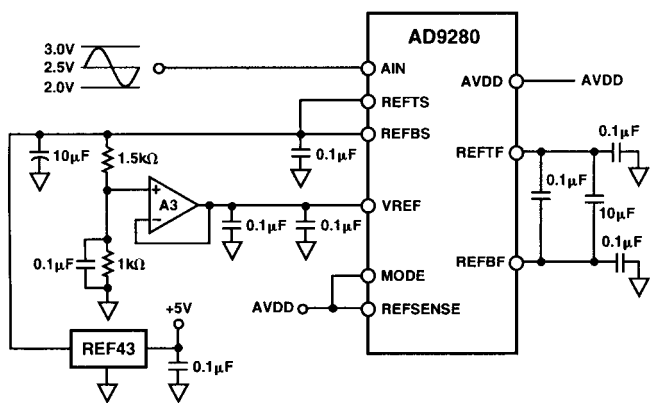 AD9280
3.0V
2.5V
2.0V
AIN
AVDD
AVDD
REFTS
REFBS
0.1µF
10µF
1.5kΩ
0.1µF
REFTF
0.1µF
10µF
A3
VREF
0.1µF
0.1µF
0.1µF
0.1µF
1kΩ
REFBF
MODE
AVDD
REFSENSE
+5V
REF43
0.1µF
+
−